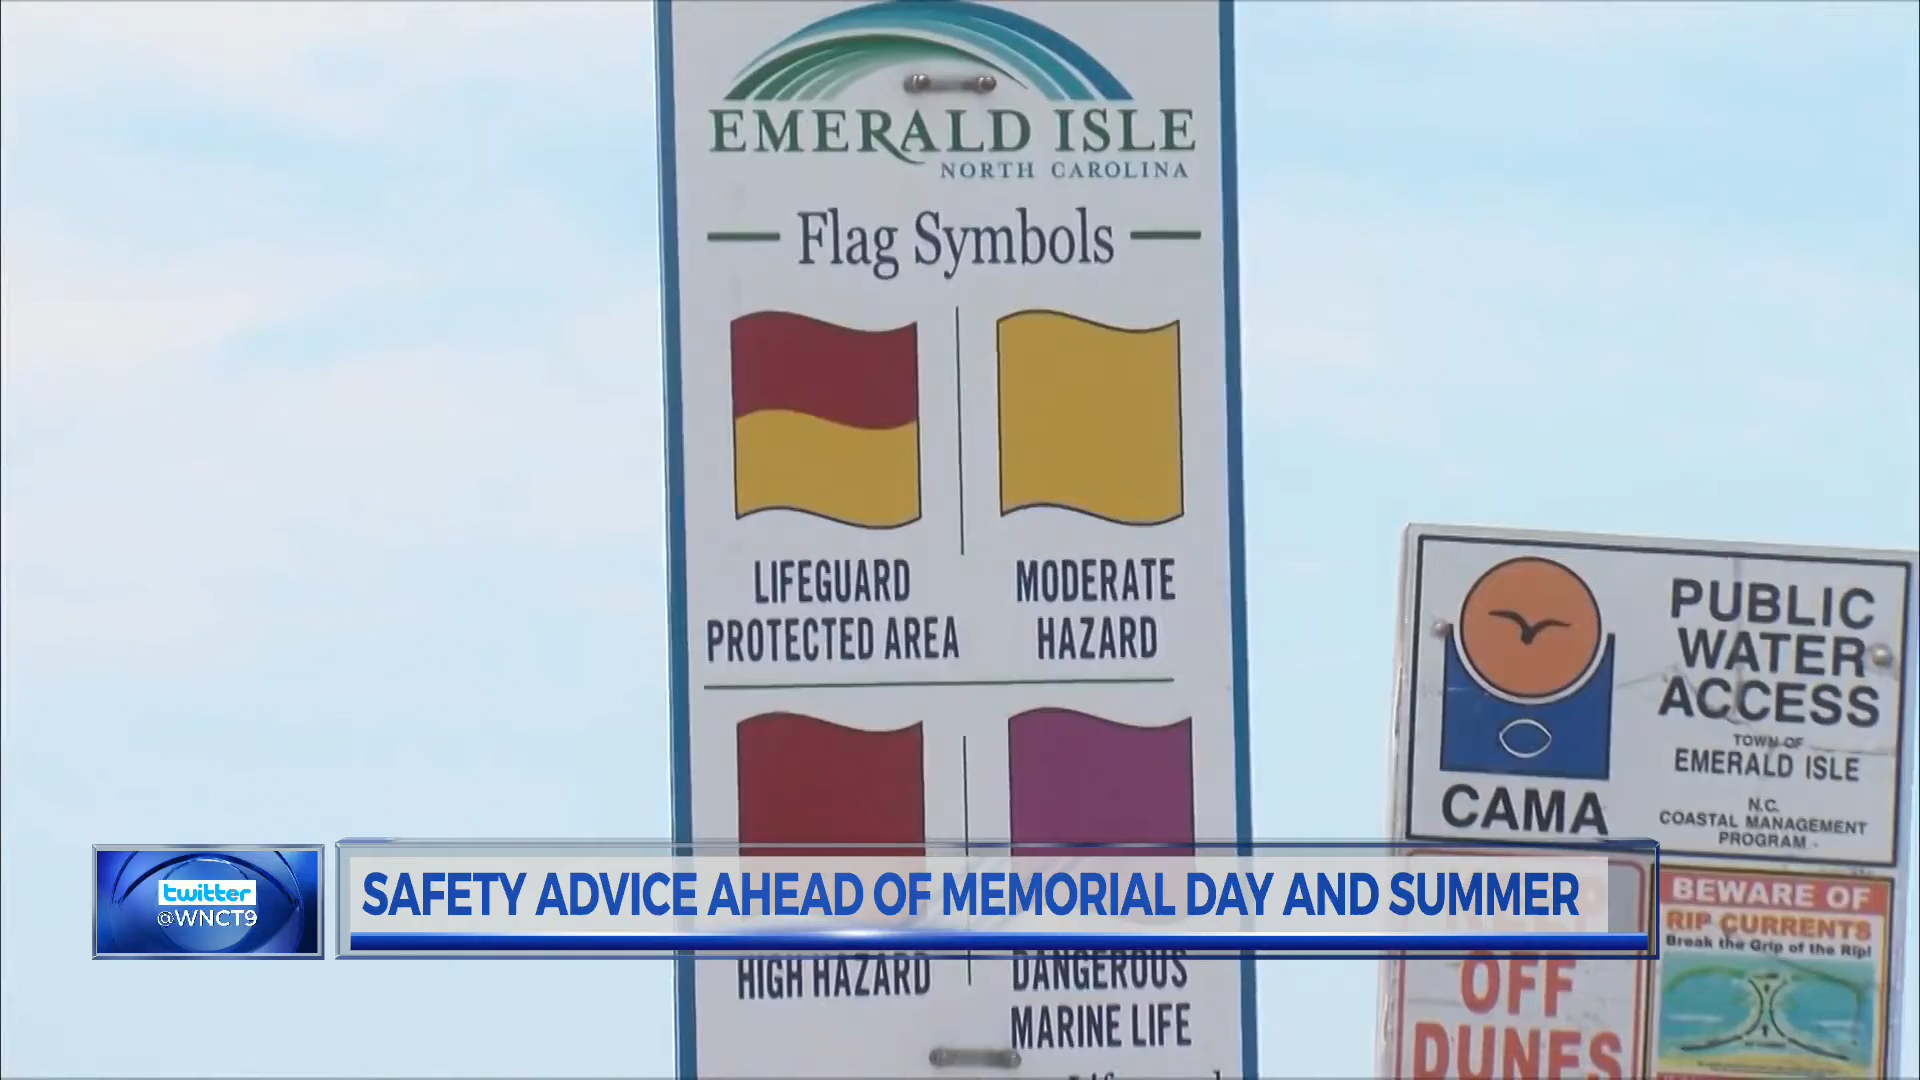 EMERALD ISLE
NORTH CAROLINA
Flag Symbols
LIFEGUARD
PROTECTED AREA
MODERATE
HAZARD
HIGH HAZARD
DANGEROUS
MARINE LIFE
PUBLIC
WATER
ACCESS
TOWN OF
EMERALD ISLE
N.C.
COASTAL MANAGEMENT
PROGRAM
CAMA
OFF
DUNES
BEWARE OF
RIP CURRENTS
Break the Grip of the Rip!
twitter
@WNCT9
SAFETY ADVICE AHEAD OF MEMORIAL DAY AND SUMMER